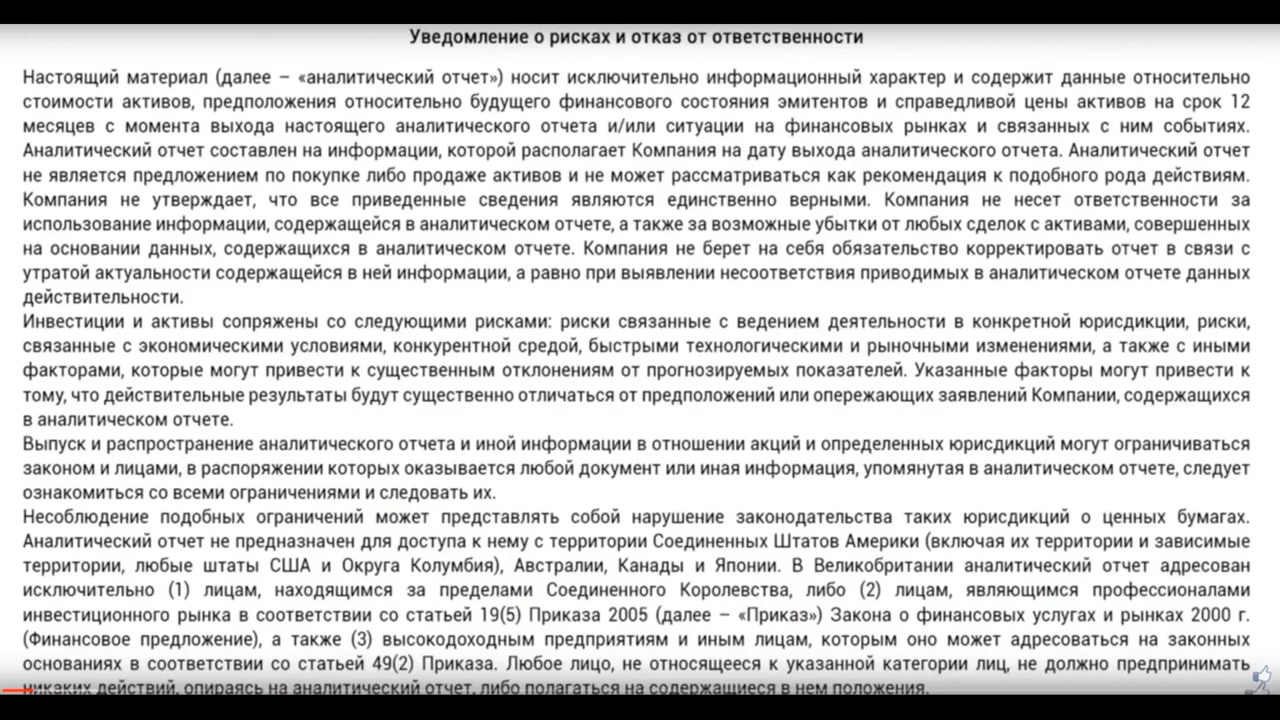 Уведомление о рисках и отказ от ответственности
Настоящий материал (далее – «аналитический отчет») носит исключительно информационный характер и содержит данные относительно
стоимости активов, предположения относительно будущего финансового состояния эмитентов и справедливой цены активов на срок 12
месяцев с момента выхода настоящего аналитического отчета и/или ситуации на финансовых рынках и связанных с ним событиях.
Аналитический отчет составлен на информации, которой располагает Компания на дату выхода аналитического отчета. Аналитический отчет
не является предложением по покупке либо продаже активов и не может рассматриваться как рекомендация к подобного рода действиям.
Компания не утверждает, что все приведенные сведения являются единственно верными. Компания не несет ответственности за
использование информации, содержащейся в аналитическом отчете, а также за возможные убытки от любых сделок с активами, совершенных
на основании данных, содержащихся в аналитическом отчете. Компания не берет на себя обязательство корректировать отчет в связи с
утратой актуальности содержащейся в ней информации, а равно при выявлении несоответствия приводимых в аналитическом отчете данных
действительности.
Инвестиции и активы сопряжены со следующими рисками: риски связанные с ведением деятельности в конкретной юрисдикции, риски,
связанные с экономическими условиями, конкурентной средой, быстрыми технологическими и рыночными изменениями, а также с иными
факторами, которые могут привести к существенным отклонениям от прогнозируемых показателей. Указанные факторы могут привести к
тому, что действительные результаты будут существенно отличаться от предположений или опережающих заявлений Компании, содержащихся
в аналитическом отчете.
Выпуск и распространение аналитического отчета и иной информации в отношении акций и определенных юрисдикций могут ограничиваться
законом и лицами, в распоряжении которых оказывается любой документ или иная информация, упомянутая в аналитическом отчете, следует
ознакомиться со всеми ограничениями и следовать их.
Несоблюдение подобных ограничений может представлять собой нарушение законодательства таких юрисдикций о ценных бумагах.
Аналитический отчет не предназначен для доступа к нему с территории Соединенных Штатов Америки (включая их территории и зависимые
территории, любые штаты США и Округа Колумбия), Австралии, Канады и Японии. В Великобритании аналитический отчет адресован
исключительно (1) лицам, находящимся за пределами Соединенного Королевства, либо (2) лицам, являющимся профессионалами
инвестиционного рынка в соответствии со статьей 19(5) Приказа 2005 (далее – «Приказ») Закона о финансовых услугах и рынках 2000 г.
(Финансовое предложение), а также (3) высокодоходным предприятиям и иным лицам, которым оно может адресоваться на законных
основаниях в соответствии со статьей 49(2) Приказа. Любое лицо, не относящееся к указанной категории лиц, не должно предпринимать
никаких действий, опираясь на аналитический отчет, либо полагаться на содержащиеся в нем положения.